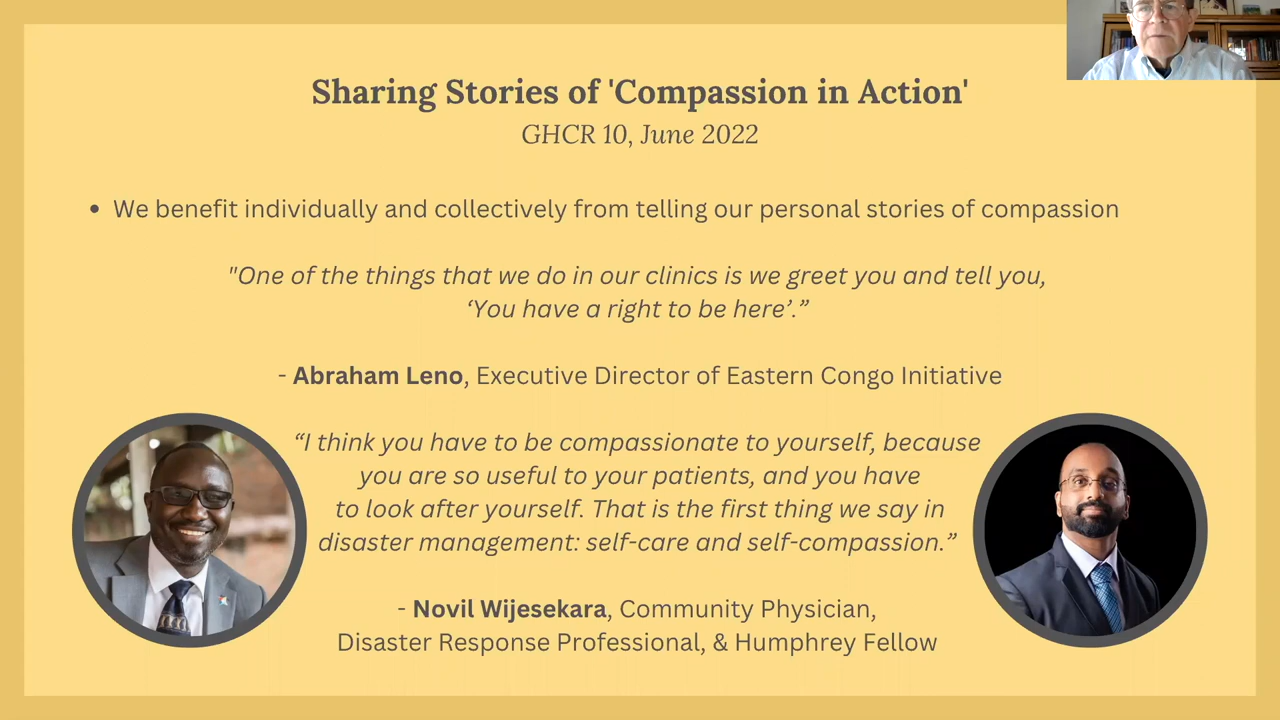 Sharing Stories of 'Compassion in Action'
GHCR 10, June 2022
• We benefit individually and collectively from telling our personal stories of compassion
"One of the things that we do in our clinics is we greet you and tell you,
‘You have a right to be here’.”
- Abraham Leno, Executive Director of Eastern Congo Initiative
“I think you have to be compassionate to yourself, because
you are so useful to your patients, and you have
to look after yourself. That is the first thing we say in
disaster management: self-care and self-compassion.”
- Novil Wijesekara, Community Physician,
Disaster Response Professional, & Humphrey Fellow